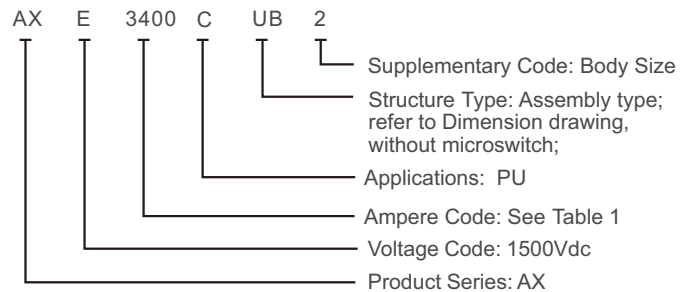 AX E 3400 C UB 2
Supplementary Code: Body Size
Structure Type: Assembly type;
refer to Dimension drawing,
without microswitch;
Applications: PU
Ampere Code: See Table 1
Voltage Code: 1500Vdc
Product Series: AX